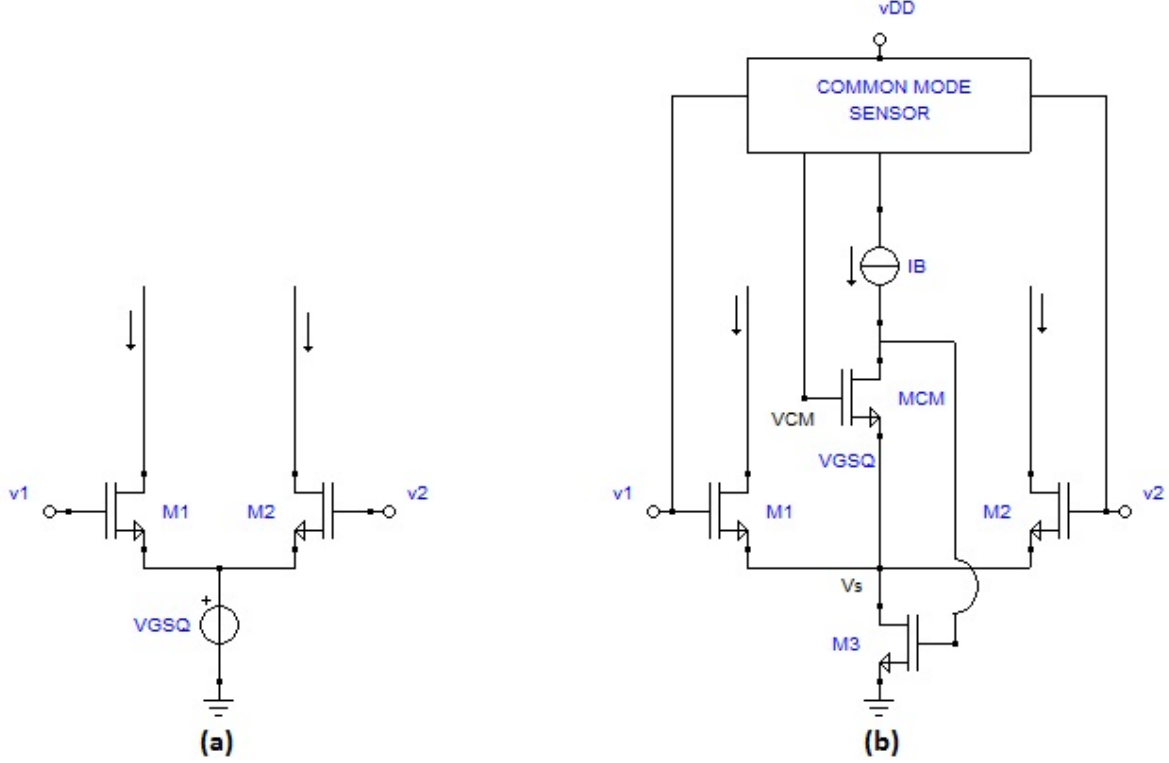 vDD
COMMON MODE
SENSOR
IB
MCM
VCM
VGSQ
v1
M1
M2
v2
v1
M1
M2
v2
+
VGSQ
Vs
M3
(a)
(b)